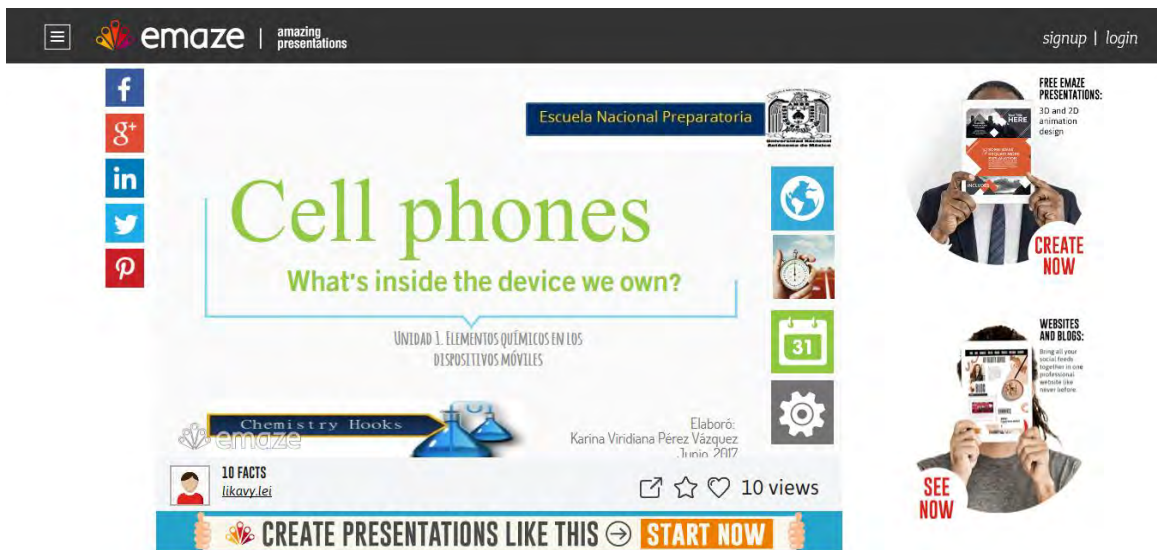 emaze | amazing
presentations
signup | login
f
g+
in
Escuela Nacional Preparatoria
Universidad Nacional
Autónoma de México
Cell phones
What's inside the device we own?
UNIDAD 1. ELEMENTOS QUÍMICOS EN LOS
DISPOSITIVOS MÓVILES
31
Chemistry Hooks
emaze
Elaboró:
Karina Viridiana Pérez Vázquez
Junio, 2017
10 FACTS
likavy.lei
10 views
CREATE PRESENTATIONS LIKE THIS START NOW
FREE EMAZE
PRESENTATIONS:
3D and 2D
animation
design
HERE
CREATE
NOW
WEBSITES
AND BLOGS:
Bring all your
social feeds
together in one
professional
website like
never before
BLOG
SEE
NOW